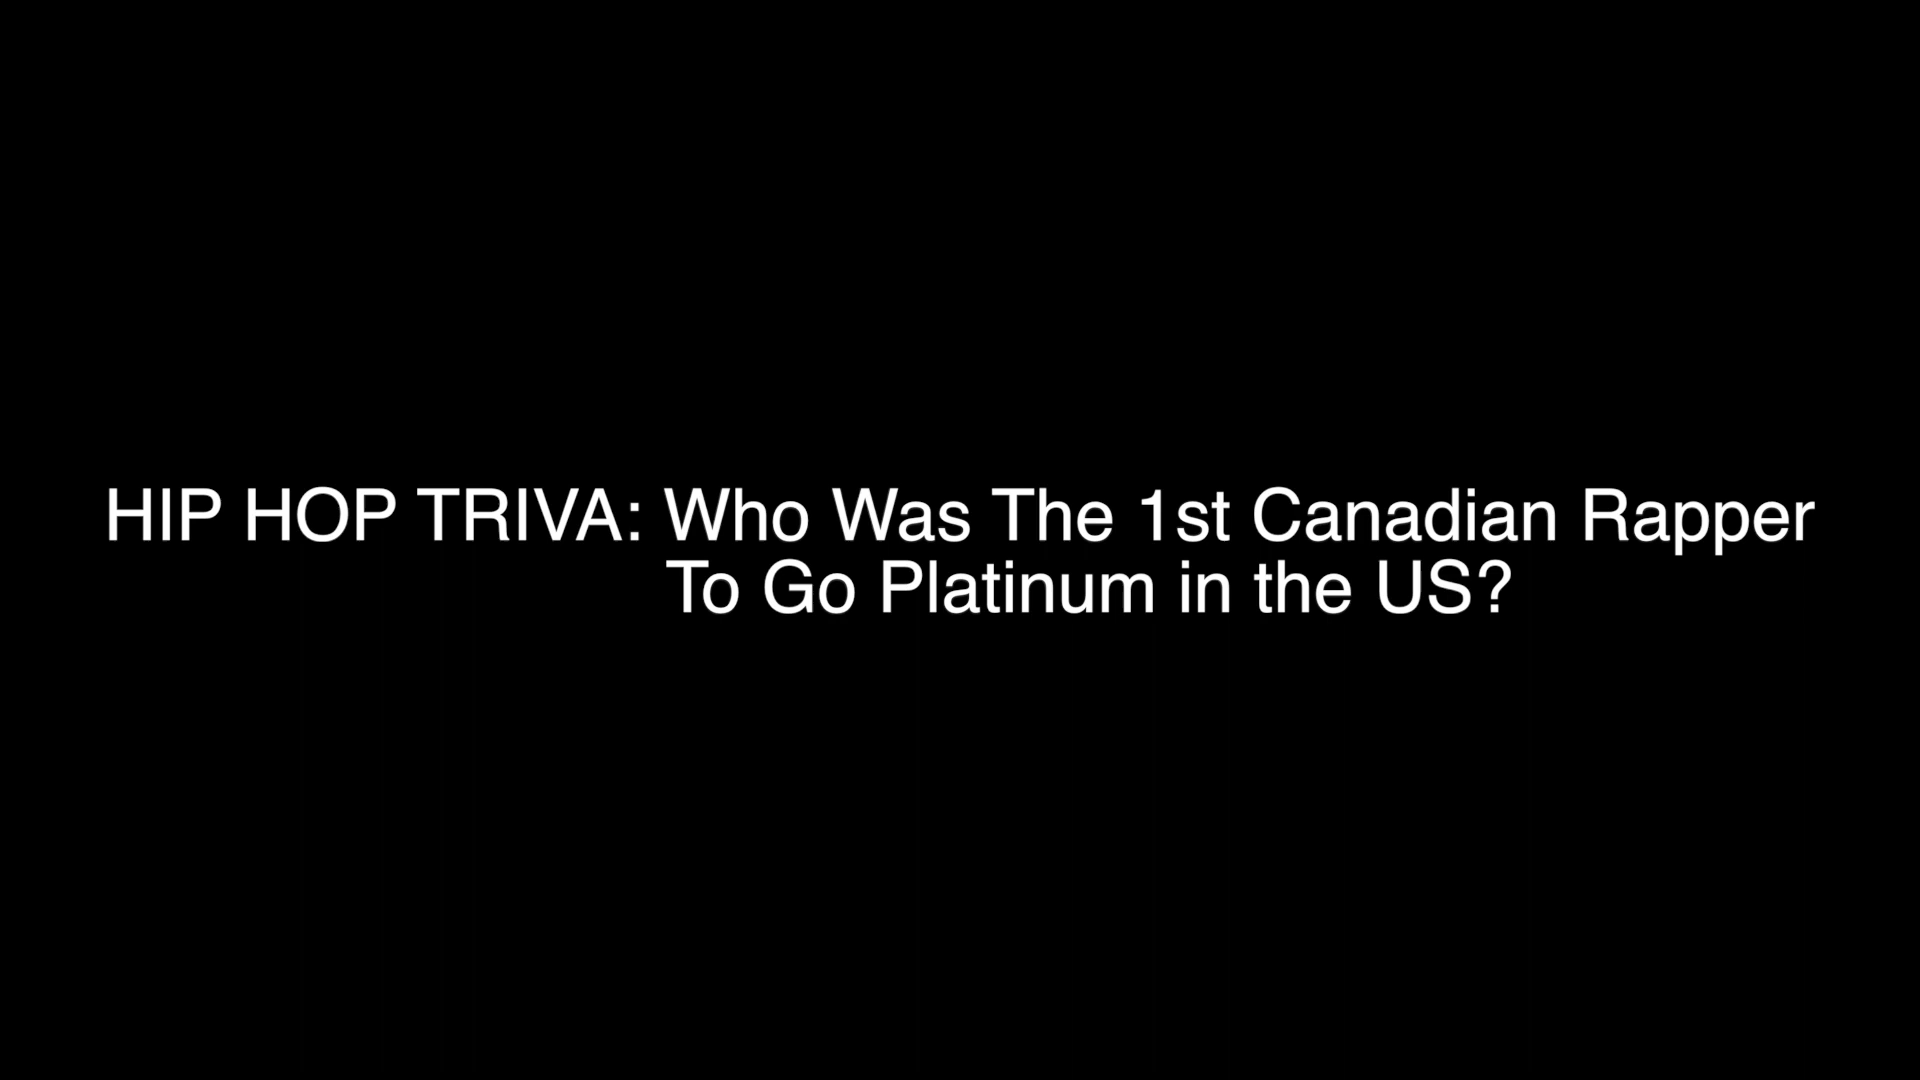 HIP HOP TRIVA: Who Was The 1st Canadian Rapper
To Go Platinum in the US?